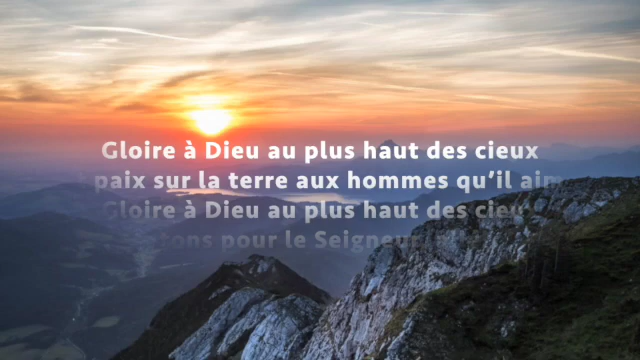 Gloire à Dieu au plus haut des cieux
paix sur la terre aux hommes qu'il
Gloire à Dieu au plus haut des
pour le Seigneur